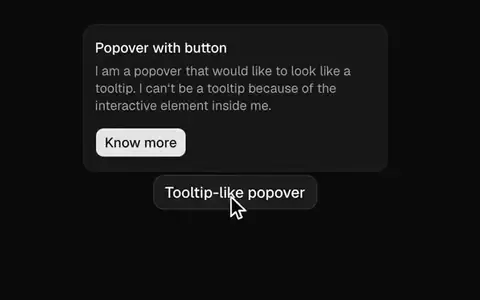 Popover with button
I am a popover that would like to look like a
tooltip. I can't be a tooltip because of the
interactive element inside me.
Know more
Tooltip-like popover